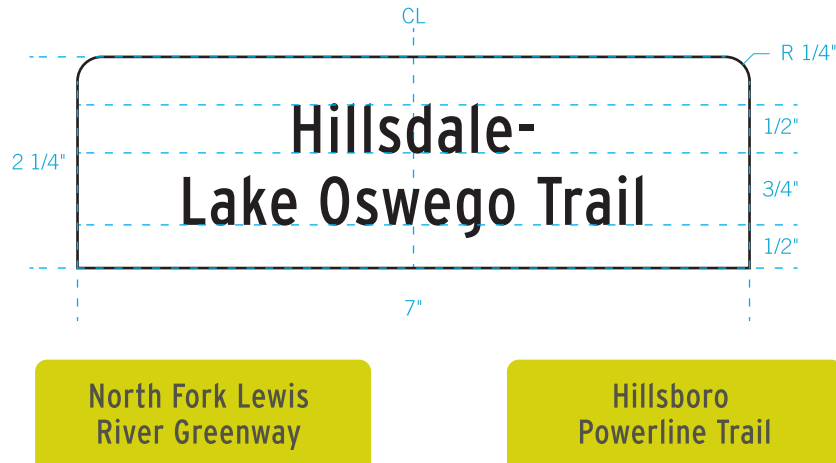 CL
R 1/4"
Hillsdale-
1/2"
2 1/4"
3/4"
Lake Oswego Trail
1/2"
7"
North Fork Lewis
River Greenway
Hillsboro
Powerline Trail